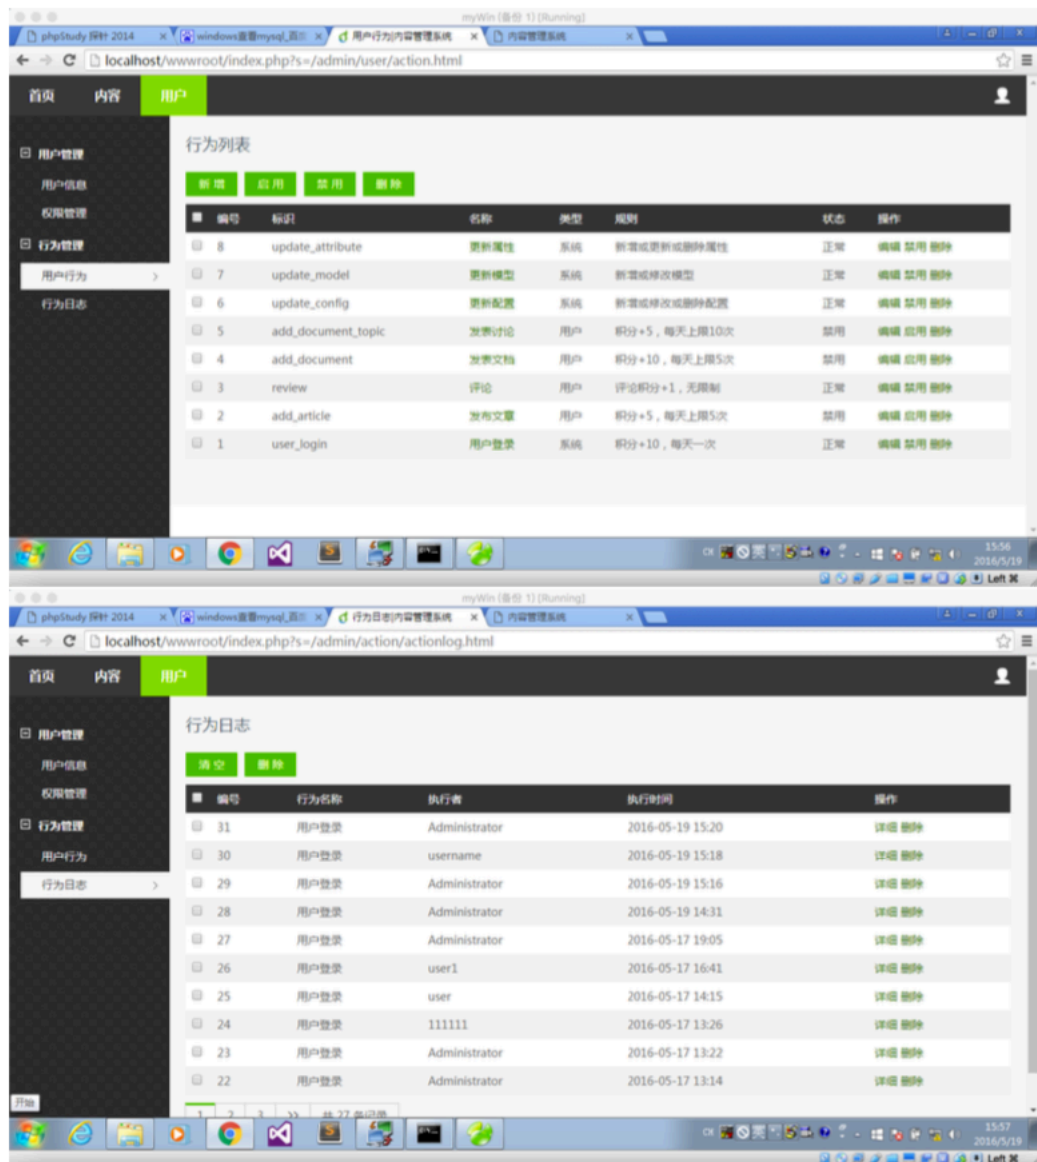 myWin (备份 1) [Running]
phpStudy 探针 2014 windows查看mysql_百 用户行为|内容管理系统 内容管理系统
localhost/wwwroot/index.php?s=/admin/user/action.html
首页 内容 用户
用户管理
用户信息
权限管理
行为管理
用户行为
行为日志
行为列表
新 增 启 用 禁 用 删 除
编号 标识 名称 类型 规则 状态 操作
8 update_attribute 更新属性 系统 新增或更新或删除属性 正常 编辑 禁用 删除
7 update_model 更新模型 系统 新增或修改模型 正常 编辑 禁用 删除
6 update_config 更新配置 系统 新增或修改或删除配置 正常 编辑 禁用 删除
5 add_document_topic 发表讨论 用户 积分+5，每天上限10次 禁用 编辑 启用 删除
4 add_document 发表文档 用户 积分+10，每天上限5次 禁用 编辑 启用 删除
3 review 评论 用户 评论积分+1，无限制 正常 编辑 禁用 删除
2 add_article 发布文章 用户 积分+5，每天上限5次 禁用 编辑 启用 删除
1 user_login 用户登录 系统 积分+10，每天一次 正常 编辑 禁用 删除
CH 英 15:56
2016/5/19
Left ⌘
myWin (备份 1) [Running]
phpStudy 探针 2014 windows查看mysql_百 行为日志|内容管理系统 内容管理系统
localhost/wwwroot/index.php?s=/admin/action/actionlog.html
首页 内容 用户
用户管理
用户信息
权限管理
行为管理
用户行为
行为日志
行为日志
清 空 删 除
编号 行为名称 执行者 执行时间 操作
31 用户登录 Administrator 2016-05-19 15:20 详细 删除
30 用户登录 username 2016-05-19 15:18 详细 删除
29 用户登录 Administrator 2016-05-19 15:16 详细 删除
28 用户登录 Administrator 2016-05-19 14:31 详细 删除
27 用户登录 Administrator 2016-05-17 19:05 详细 删除
26 用户登录 user1 2016-05-17 16:41 详细 删除
25 用户登录 user 2016-05-17 14:15 详细 删除
24 用户登录 111111 2016-05-17 13:26 详细 删除
23 用户登录 Administrator 2016-05-17 13:22 详细 删除
22 用户登录 Administrator 2016-05-17 13:14 详细 删除
1 2 3 >> 共 27 条记录
开始
CH 英 15:57
2016/5/19
Left ⌘